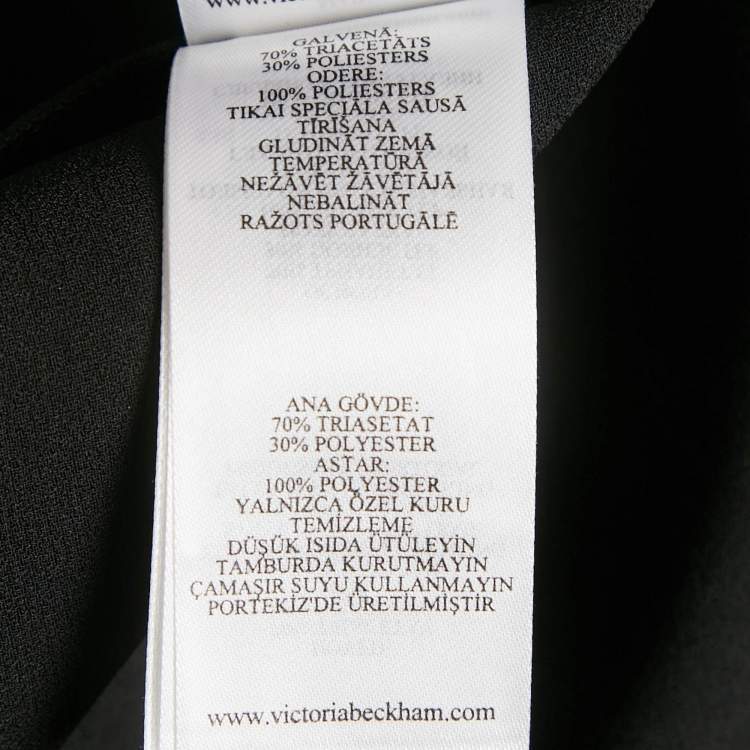 www.victo
GALVENĀ:
70% TRIACETĀTS
30% POLIESTERS
ODERE:
100% POLIESTERS
TIKAI SPECIĀLA SAUSĀ
TĪRĪŠANA
GLUDINĀT ZEMĀ
TEMPERATŪRĀ
NEŽĀVĒT ŽĀVĒTĀJĀ
NEBALINĀT
RAŽOTS PORTUGĀLĒ
ANA GÖVDE:
70% TRIASETAT
30% POLYESTER
ASTAR:
100% POLYESTER
YALNIZCA ÖZEL KURU
TEMİZLEME
DÜŞÜK ISIDA ÜTÜLEYİN
TAMBURDA KURUTMAYIN
ÇAMAŞIR SUYU KULLANMAYIN
PORTEKİZ'DE ÜRETİLMİŞTİR
www.victoriabeckham.com